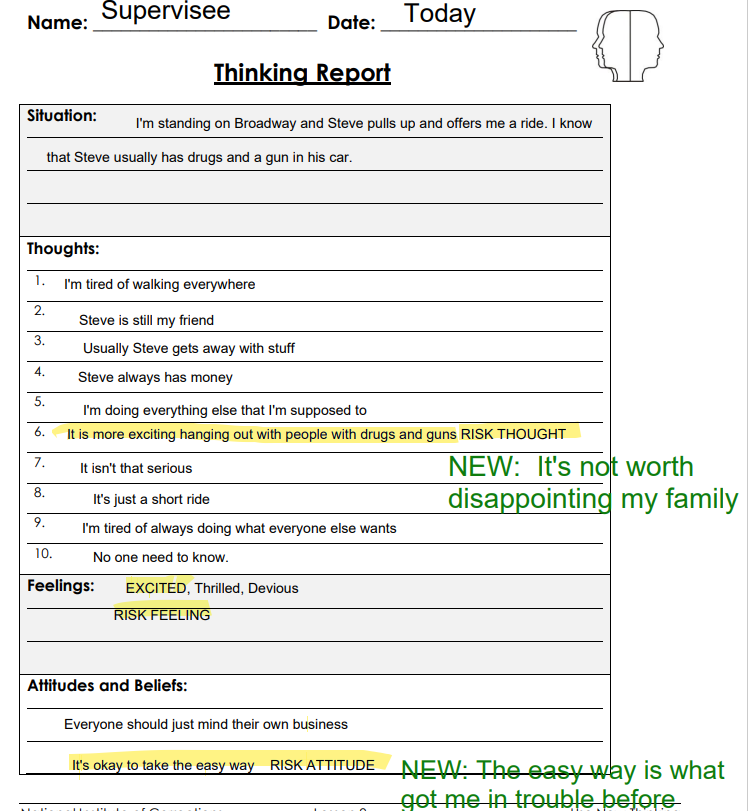 Name: Supervisee Date: Today
Thinking Report
Situation: I'm standing on Broadway and Steve pulls up and offers me a ride. I know
that Steve usually has drugs and a gun in his car.
Thoughts:
1. I'm tired of walking everywhere
2. Steve is still my friend
3. Usually Steve gets away with stuff
4. Steve always has money
5. I'm doing everything else that I'm supposed to
6. It is more exciting hanging out with people with drugs and guns RISK THOUGHT
7. It isn't that serious
NEW: It's not worth
disappointing my family
8. It's just a short ride
9. I'm tired of always doing what everyone else wants
10. No one need to know.
Feelings: EXCITED, Thrilled, Devious
RISK FEELING
Attitudes and Beliefs:
Everyone should just mind their own business
It's okay to take the easy way RISK ATTITUDE
NEW: The easy way is what
got me in trouble before